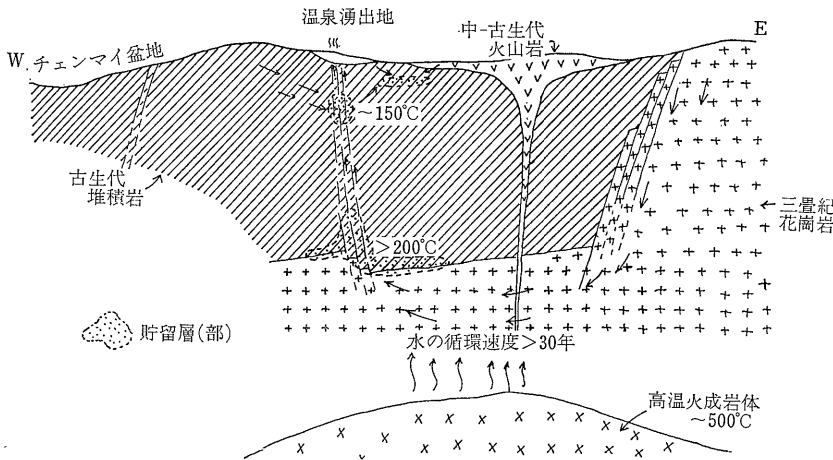 温泉湧出地
中-古生代
火山岩
E
W.
チェンマイ盆地
~150℃
古生代
堆積岩
三畳紀
花崗岩
>200℃
貯留層(部)
水の循環速度>30年
高温火成岩体
~500℃